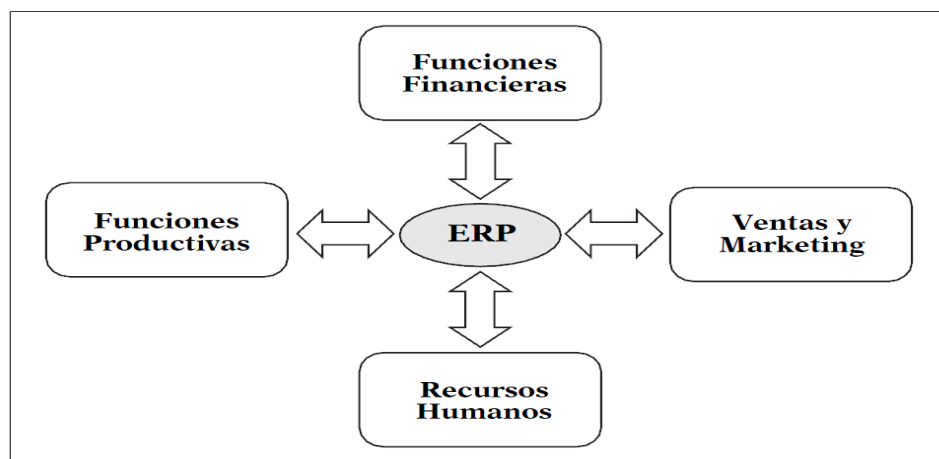 Funciones
Financieras
Funciones
Productivas
ERP
Ventas y
Marketing
Recursos
Humanos